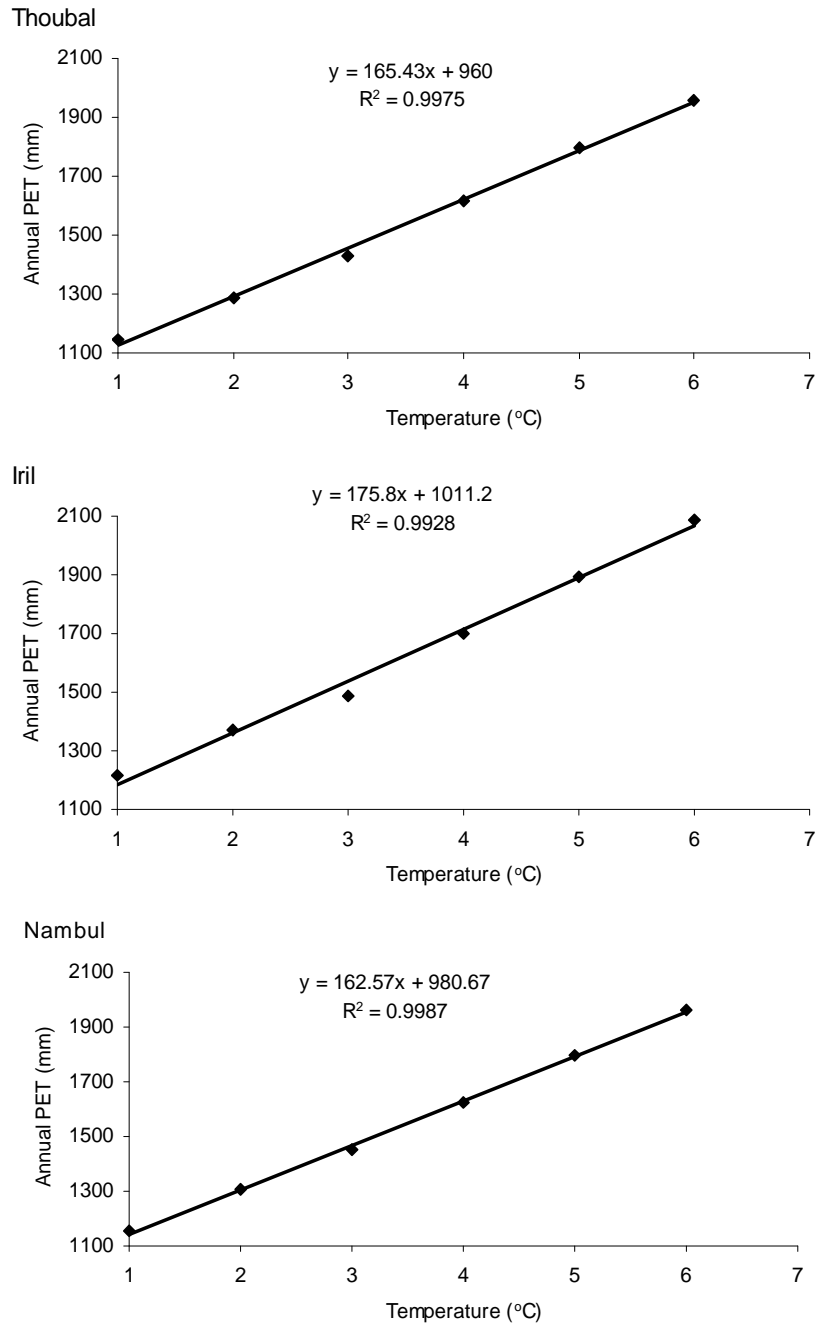 Thoubal
y = 165.43x + 960
R² = 0.9975
2100
1900
1700
1500
1300
1100
Annual PET (mm)
1 2 3 4 5 6 7
Temperature (°C)
Iril
y = 175.8x + 1011.2
R² = 0.9928
2100
1900
1700
1500
1300
1100
Annual PET (mm)
1 2 3 4 5 6 7
Temperature (°C)
Nambul
y = 162.57x + 980.67
R² = 0.9987
2100
1900
1700
1500
1300
1100
Annual PET (mm)
1 2 3 4 5 6 7
Temperature (°C)